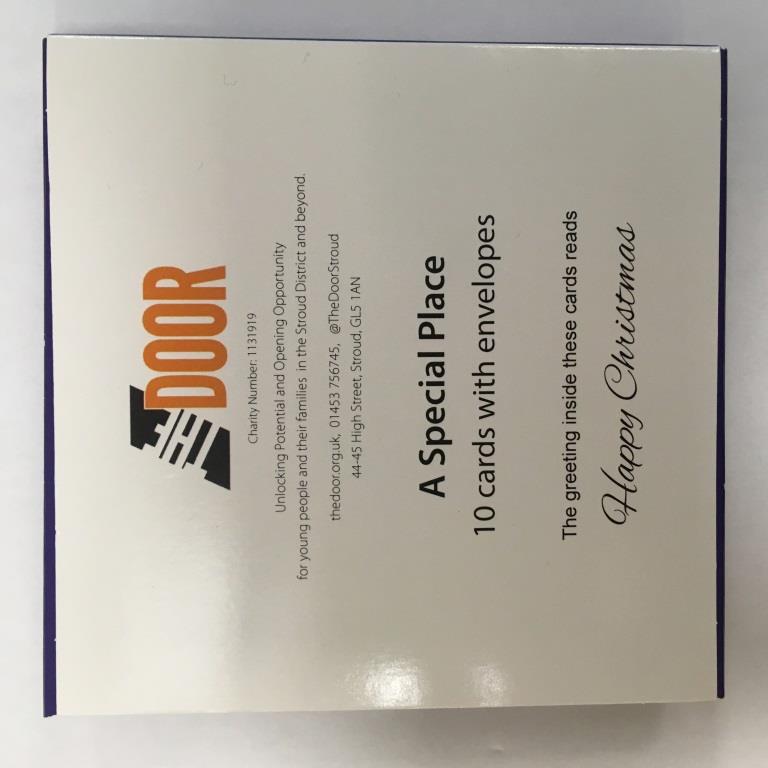 THE DOOR
Charity Number: 1131919
Unlocking Potential and Opening Opportunity
for young people and their families in the Stroud District and beyond.
thedoor.org.uk, 01453 756745, @TheDoorStroud
44-45 High Street, Stroud, GL5 1AN
A Special Place
10 cards with envelopes
The greeting inside these cards reads
Happy Christmas